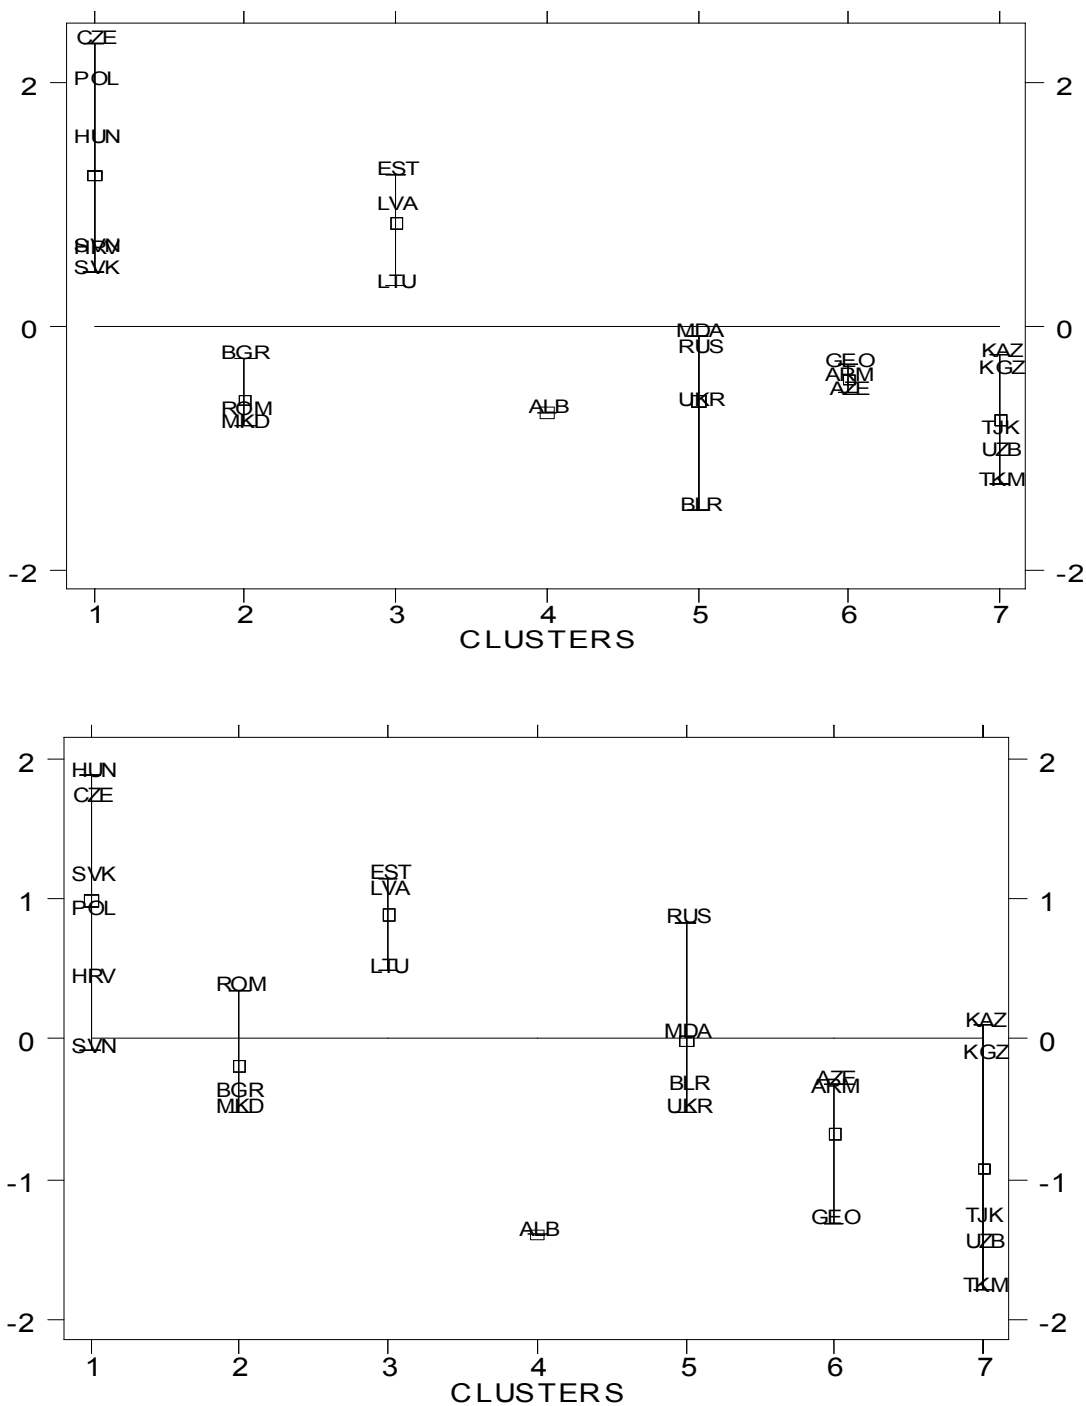 CZE
2 2
POL
HUN
EST
LVA
SVN
HRV
SVK
LTU
0 MDA 0
BGR RUS GEO KAZ
KGZ
ARM
AZE
ROM ALB UKR
MKD TJK
UZB
TKM
BLR
-2 -2
1 2 3 4 5 6 7
CLUSTERS
2 HUN 2
CZE
SVK EST
LVA
1 POL RUS 1
HRV LTU
ROM
KAZ
0 SVN MDA KGZ 0
AZE
BGR BLR ARM
MKD UKR
-1 -1
ALB GEO TJK
UZB
TKM
-2 -2
1 2 3 4 5 6 7
CLUSTERS